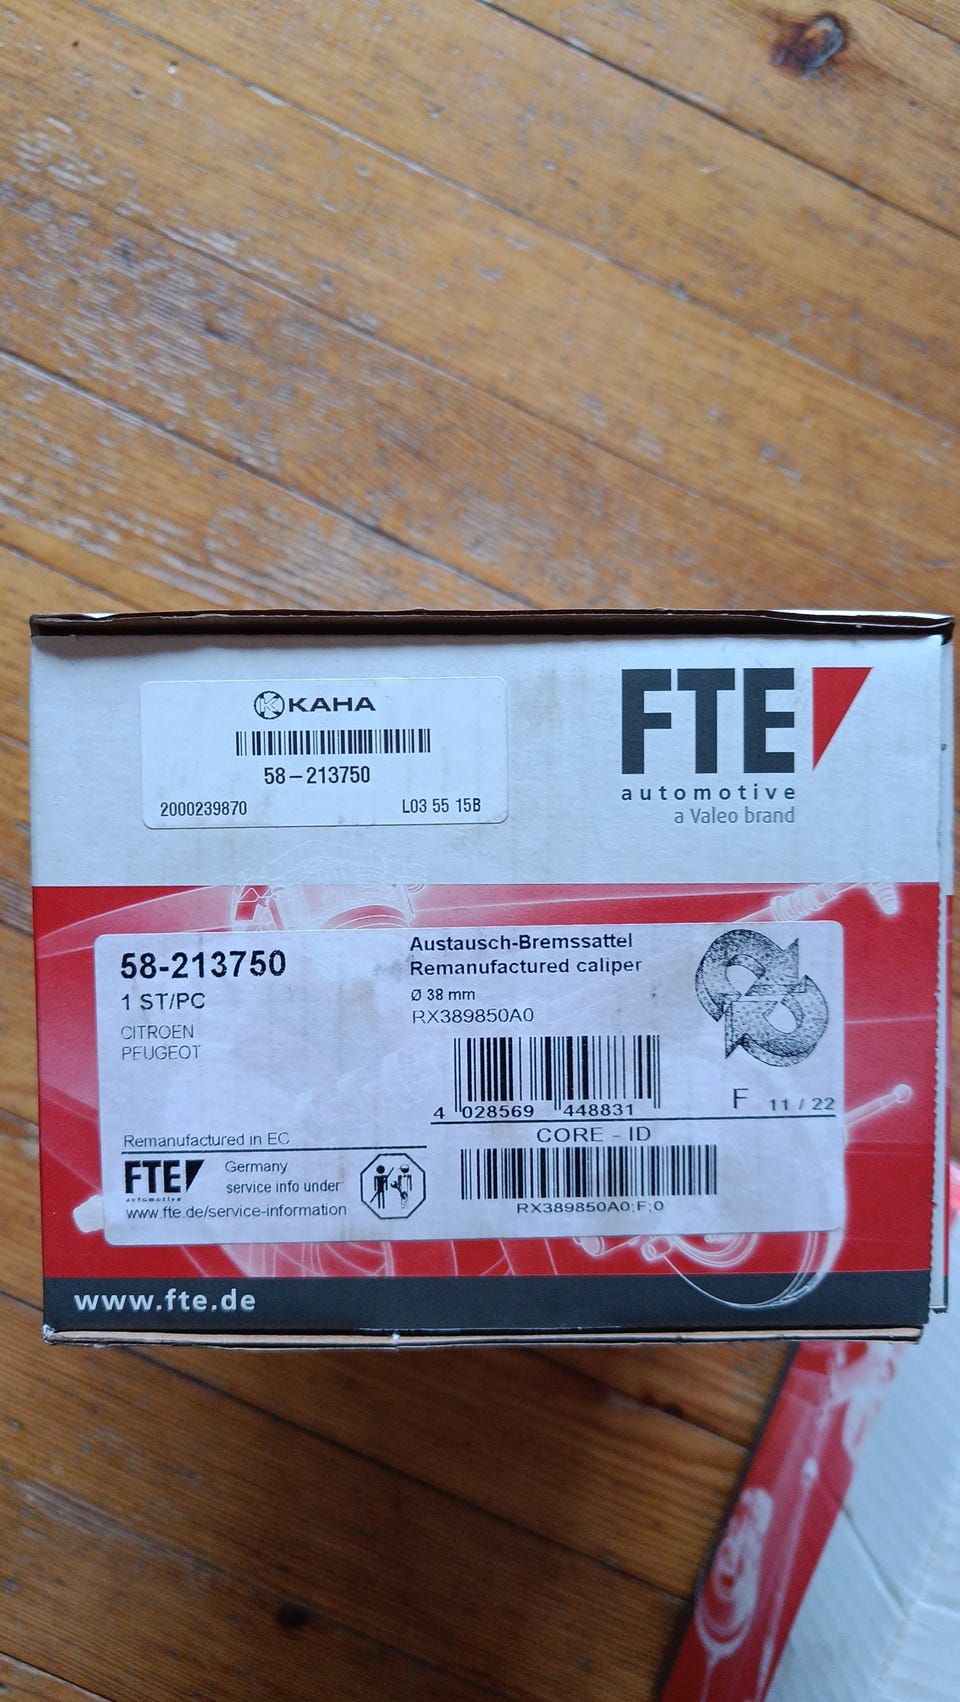 KAHA
58-213750
2000239870 L03 55 15B
FTE
automotive
a Valeo brand
58-213750
1 ST/PC
CITROEN
PEUGEOT
Austausch-Bremssattel
Remanufactured caliper
Ø 38 mm
RX389850A0
4 028569 448831
F 11 / 22
CORE - ID
RX389850A0;F;0
Remanufactured in EC
FTE
automotive
Germany
service info under:
www.fte.de/service-information
www.fte.de